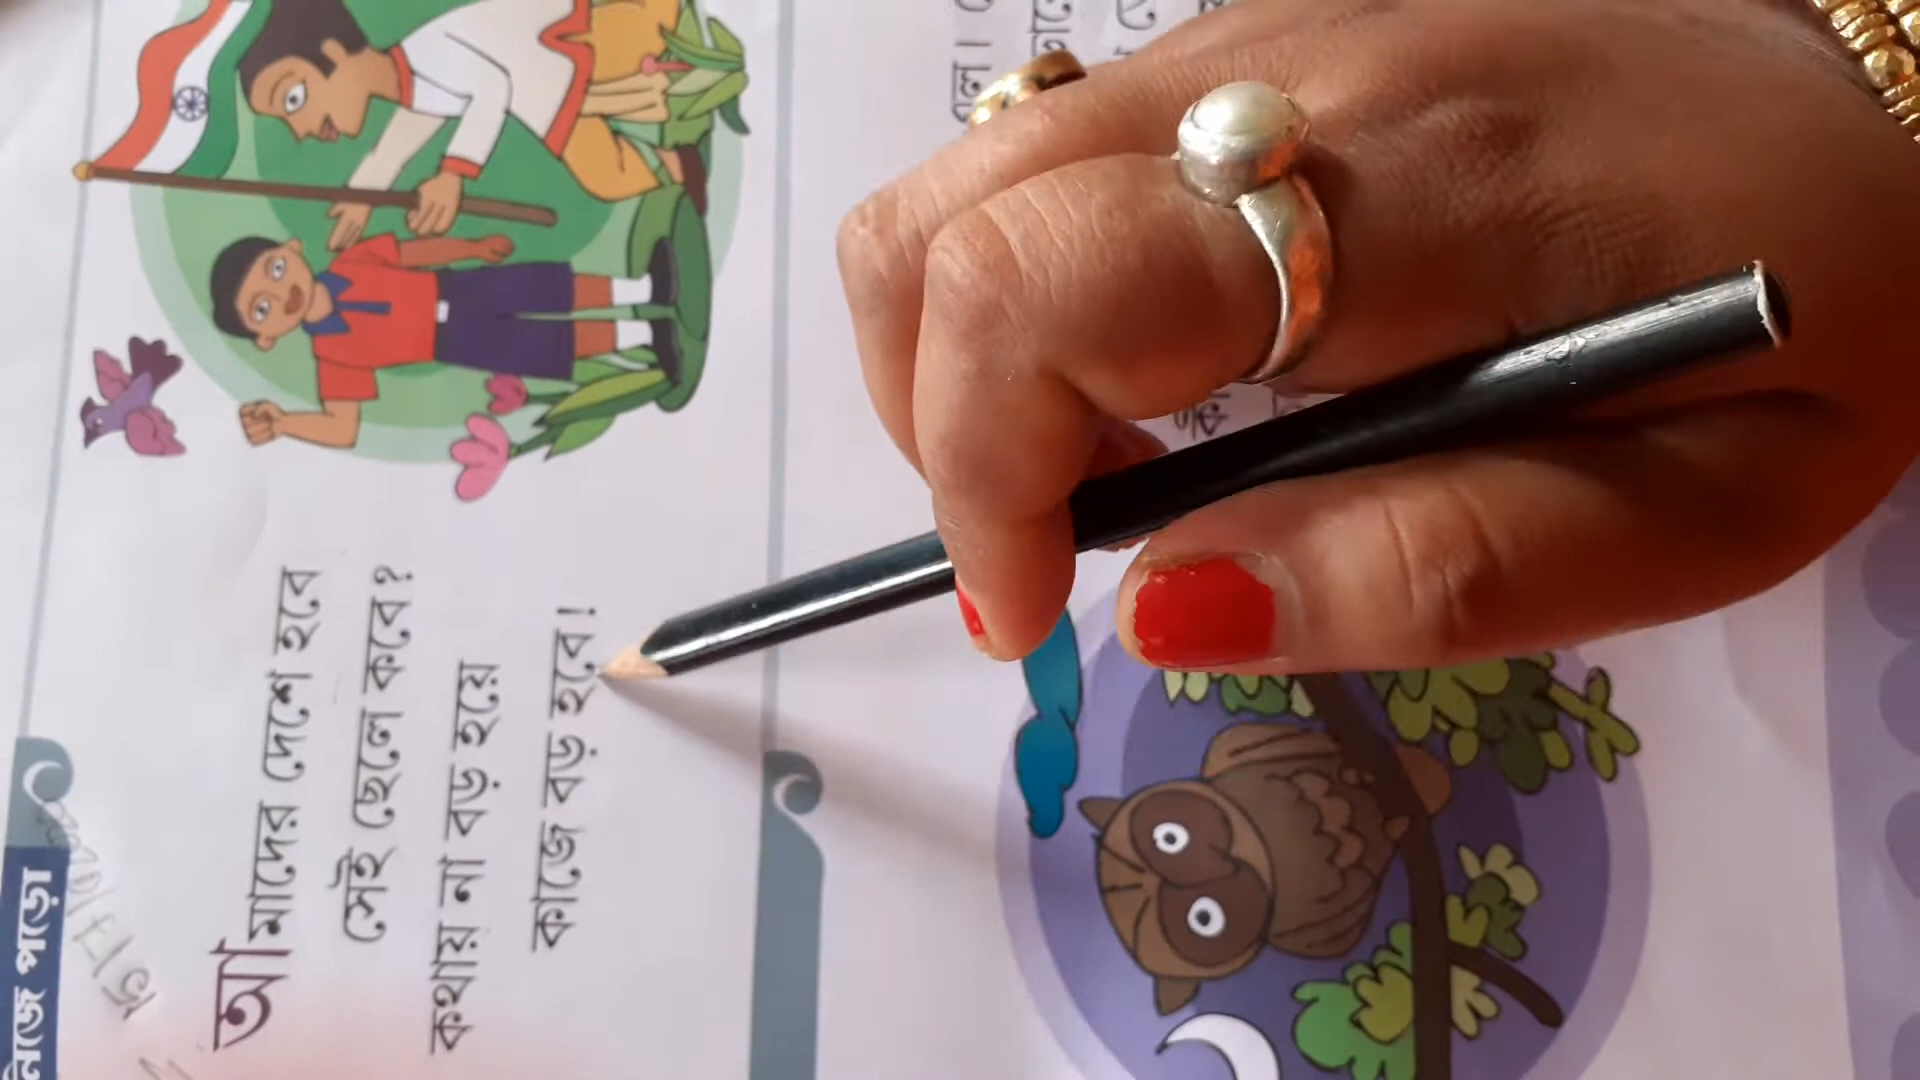 নিজে পড়ো
আমাদের দেশে হবে
সেই ছেলে কবে?
কথায় না বড় হয়ে
কাজে বড় হবে!